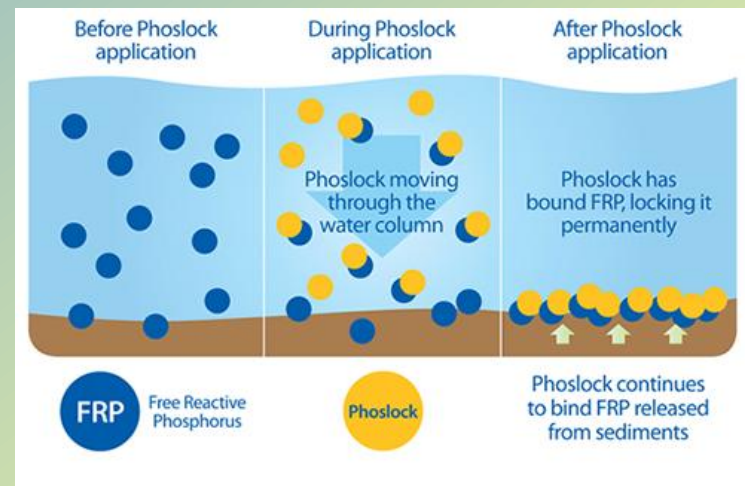 Before Phoslock
application
During Phoslock
application
After Phoslock
application
Phoslock moving
through the
water column
Phoslock has
bound FRP, locking it
permanently
FRP
Free Reactive
Phosphorus
Phoslock
Phoslock continues
to bind FRP released
from sediments